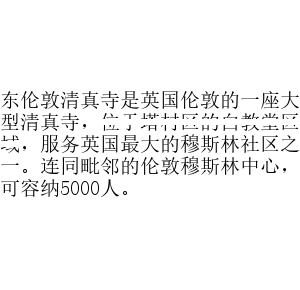 东伦敦清真寺是英国伦敦的一座大
型清真寺，位于塔村区的白教堂区
域，服务英国最大的穆斯林社区之
一。连同毗邻的伦敦穆斯林中心，
可容纳5000人。